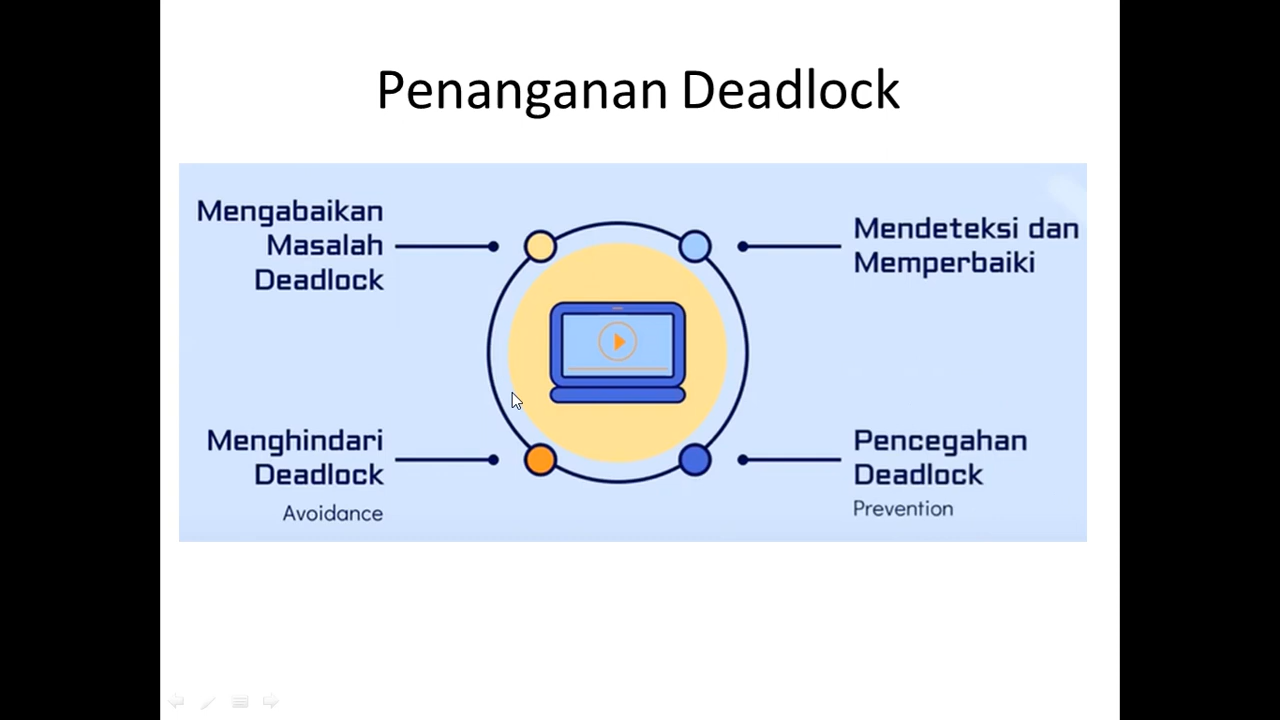 Penanganan Deadlock
Mengabaikan
Masalah
Deadlock
Mendeteksi dan
Memperbaiki
Menghindari
Deadlock
Avoidance
Pencegahan
Deadlock
Prevention